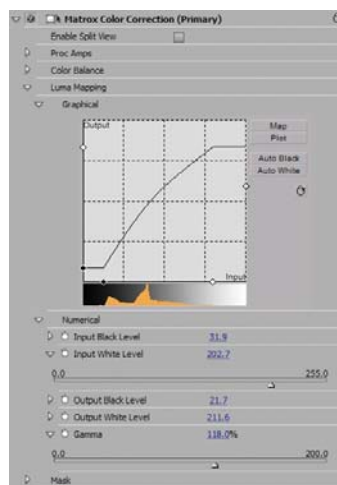 Matrox Color Correction (Primary)
Enable Split View
Proc Amps
Color Balance
Luma Mapping
Graphical
Output
Map
Plot
Auto Black
Auto White
Input
Numerical
Input Black Level 31.9
Input White Level 202.7
0.0 255.0
Output Black Level 21.7
Output White Level 211.6
Gamma 118.0%
0.0 200.0
Mask